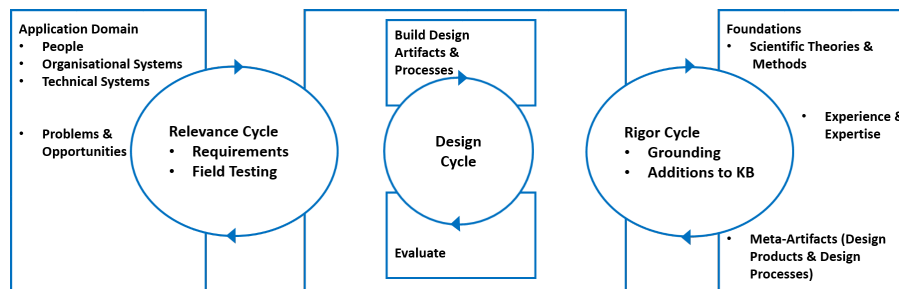 Application Domain
• People
• Organisational Systems
• Technical Systems
• Problems &
Opportunities
Relevance Cycle
• Requirements
• Field Testing
Build Design
Artifacts &
Processes
Design
Cycle
Evaluate
Rigor Cycle
• Grounding
• Additions to KB
Foundations
• Scientific Theories &
Methods
• Experience &
Expertise
• Meta-Artifacts (Design
Products & Design
Processes)